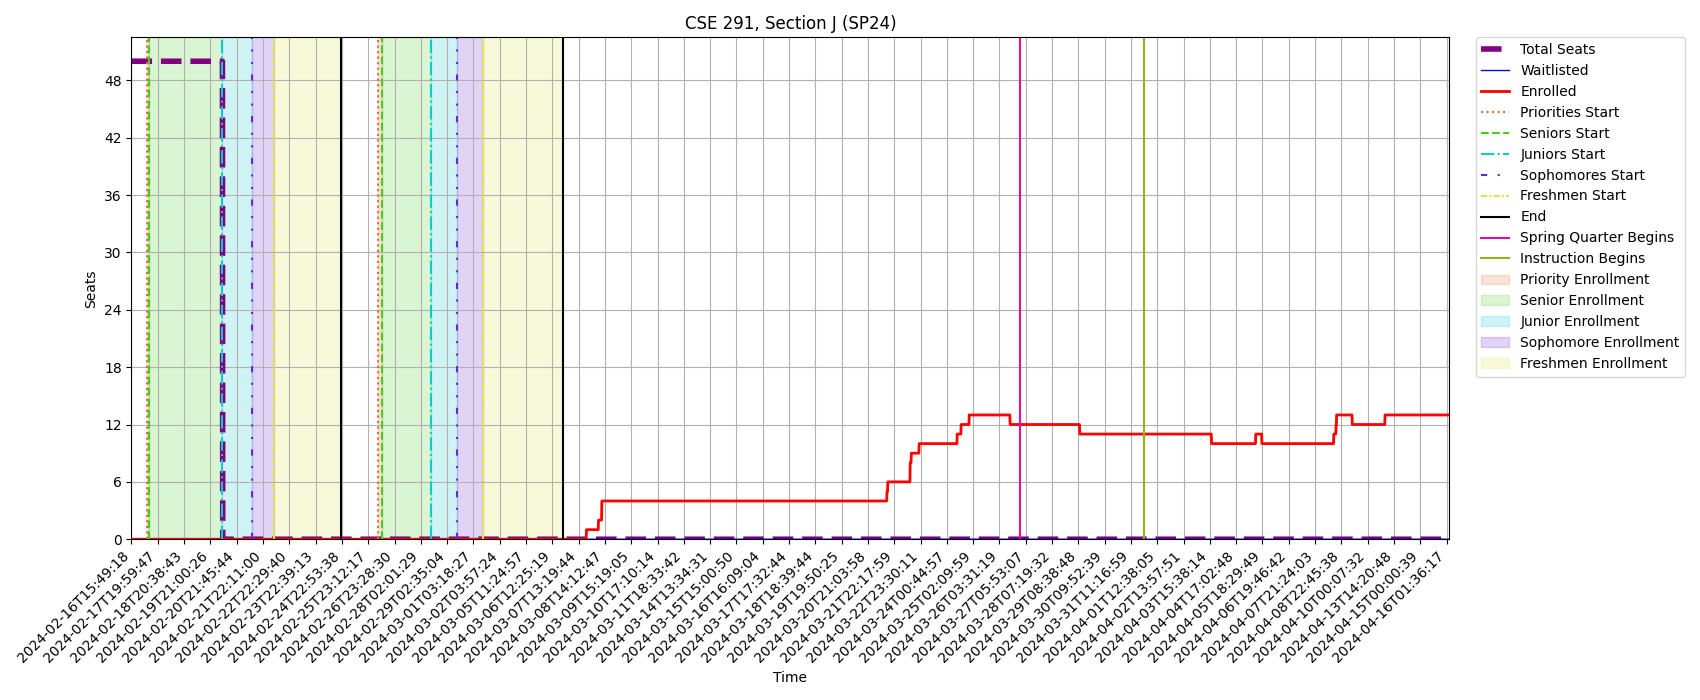 CSE 291, Section J (SP24)
Seats
48
42
36
30
24
18
12
6
0
2024-02-16T15:49:18
2024-02-17T19:59:47
2024-02-18T20:38:43
2024-02-19T21:00:26
2024-02-20T21:45:44
2024-02-21T22:11:00
2024-02-22T22:29:40
2024-02-23T22:39:13
2024-02-24T22:53:38
2024-02-25T23:12:17
2024-02-26T23:28:30
2024-02-28T02:01:29
2024-02-29T02:35:04
2024-03-01T03:18:27
2024-03-02T03:57:24
2024-03-05T11:24:57
2024-03-06T12:25:19
2024-03-07T13:19:44
2024-03-08T14:12:47
2024-03-09T15:19:05
2024-03-10T17:10:14
2024-03-11T18:33:42
2024-03-14T13:34:31
2024-03-15T15:00:50
2024-03-16T16:09:04
2024-03-17T17:32:44
2024-03-18T18:39:44
2024-03-19T19:50:25
2024-03-20T21:03:58
2024-03-21T22:17:59
2024-03-22T23:30:11
2024-03-24T00:44:57
2024-03-25T02:09:59
2024-03-26T03:31:19
2024-03-27T05:53:07
2024-03-28T07:19:32
2024-03-29T08:38:48
2024-03-30T09:52:39
2024-03-31T11:16:59
2024-04-01T12:38:05
2024-04-02T13:57:51
2024-04-03T15:38:14
2024-04-04T17:02:48
2024-04-05T18:29:49
2024-04-06T19:46:42
2024-04-07T21:24:03
2024-04-08T22:45:38
2024-04-10T00:07:32
2024-04-13T14:20:48
2024-04-15T00:00:39
2024-04-16T01:36:17
Time
Total Seats
Waitlisted
Enrolled
Priorities Start
Seniors Start
Juniors Start
Sophomores Start
Freshmen Start
End
Spring Quarter Begins
Instruction Begins
Priority Enrollment
Senior Enrollment
Junior Enrollment
Sophomore Enrollment
Freshmen Enrollment